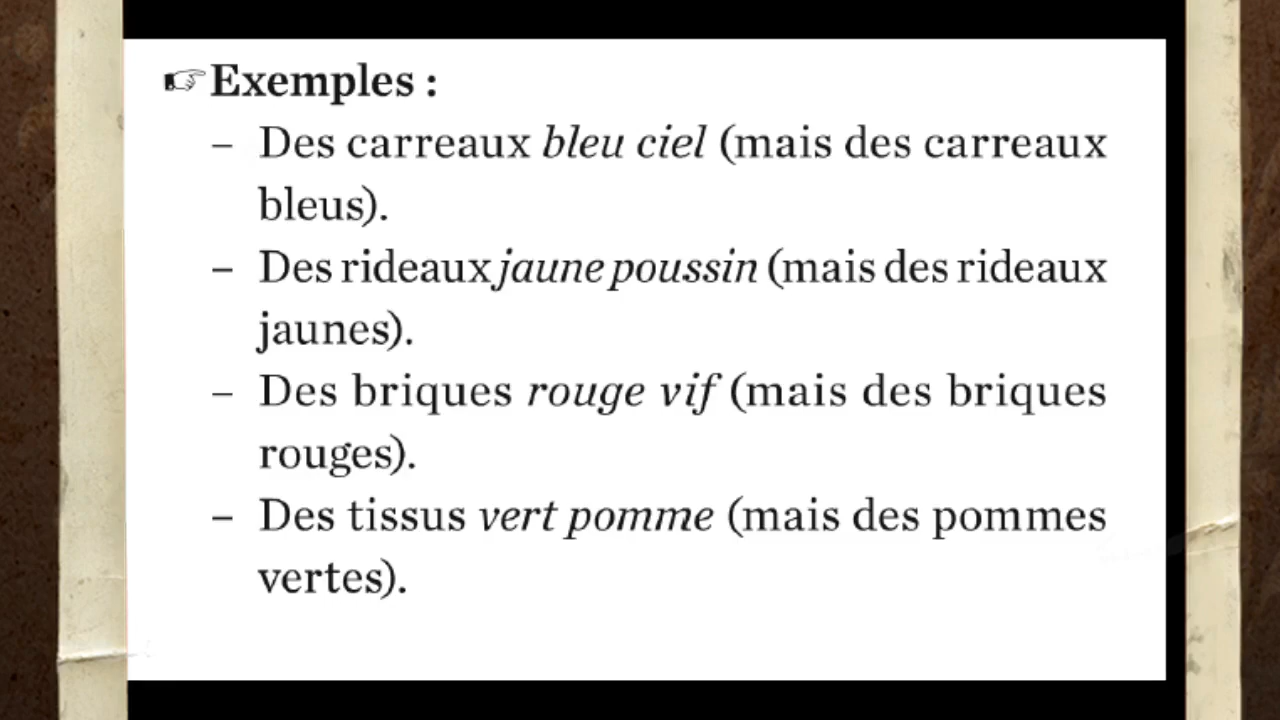 ☞Exemples :
– Des carreaux bleu ciel (mais des carreaux
bleus).
– Des rideaux jaune poussin (mais des rideaux
jaunes).
– Des briques rouge vif (mais des briques
rouges).
– Des tissus vert pomme (mais des pommes
vertes).